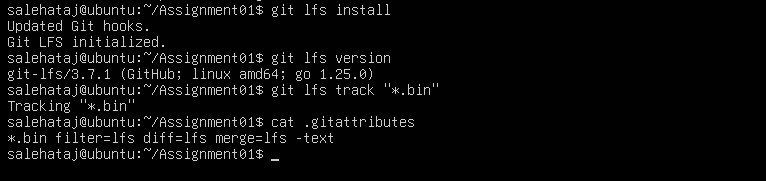 salehataj@ubuntu:~/Assignment01$ git lfs install
Updated Git hooks.
Git LFS initialized.
salehataj@ubuntu:~/Assignment01$ git lfs version
git-lfs/3.7.1 (GitHub; linux amd64; go 1.25.0)
salehataj@ubuntu:~/Assignment01$ git lfs track "*.bin"
Tracking "*.bin"
salehataj@ubuntu:~/Assignment01$ cat .gitattributes
*.bin filter=lfs diff=lfs merge=lfs -text
salehataj@ubuntu:~/Assignment01$ _